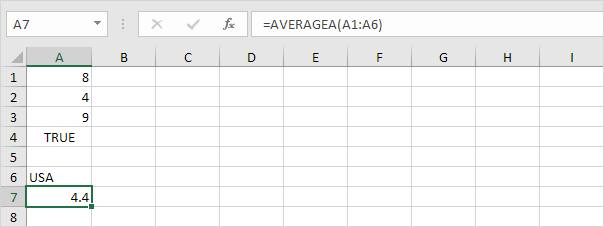 A7 fx =AVERAGEA(A1:A6)
A B C D E F G H I
1 8
2 4
3 9
4 TRUE
5
6 USA
7 4.4
8